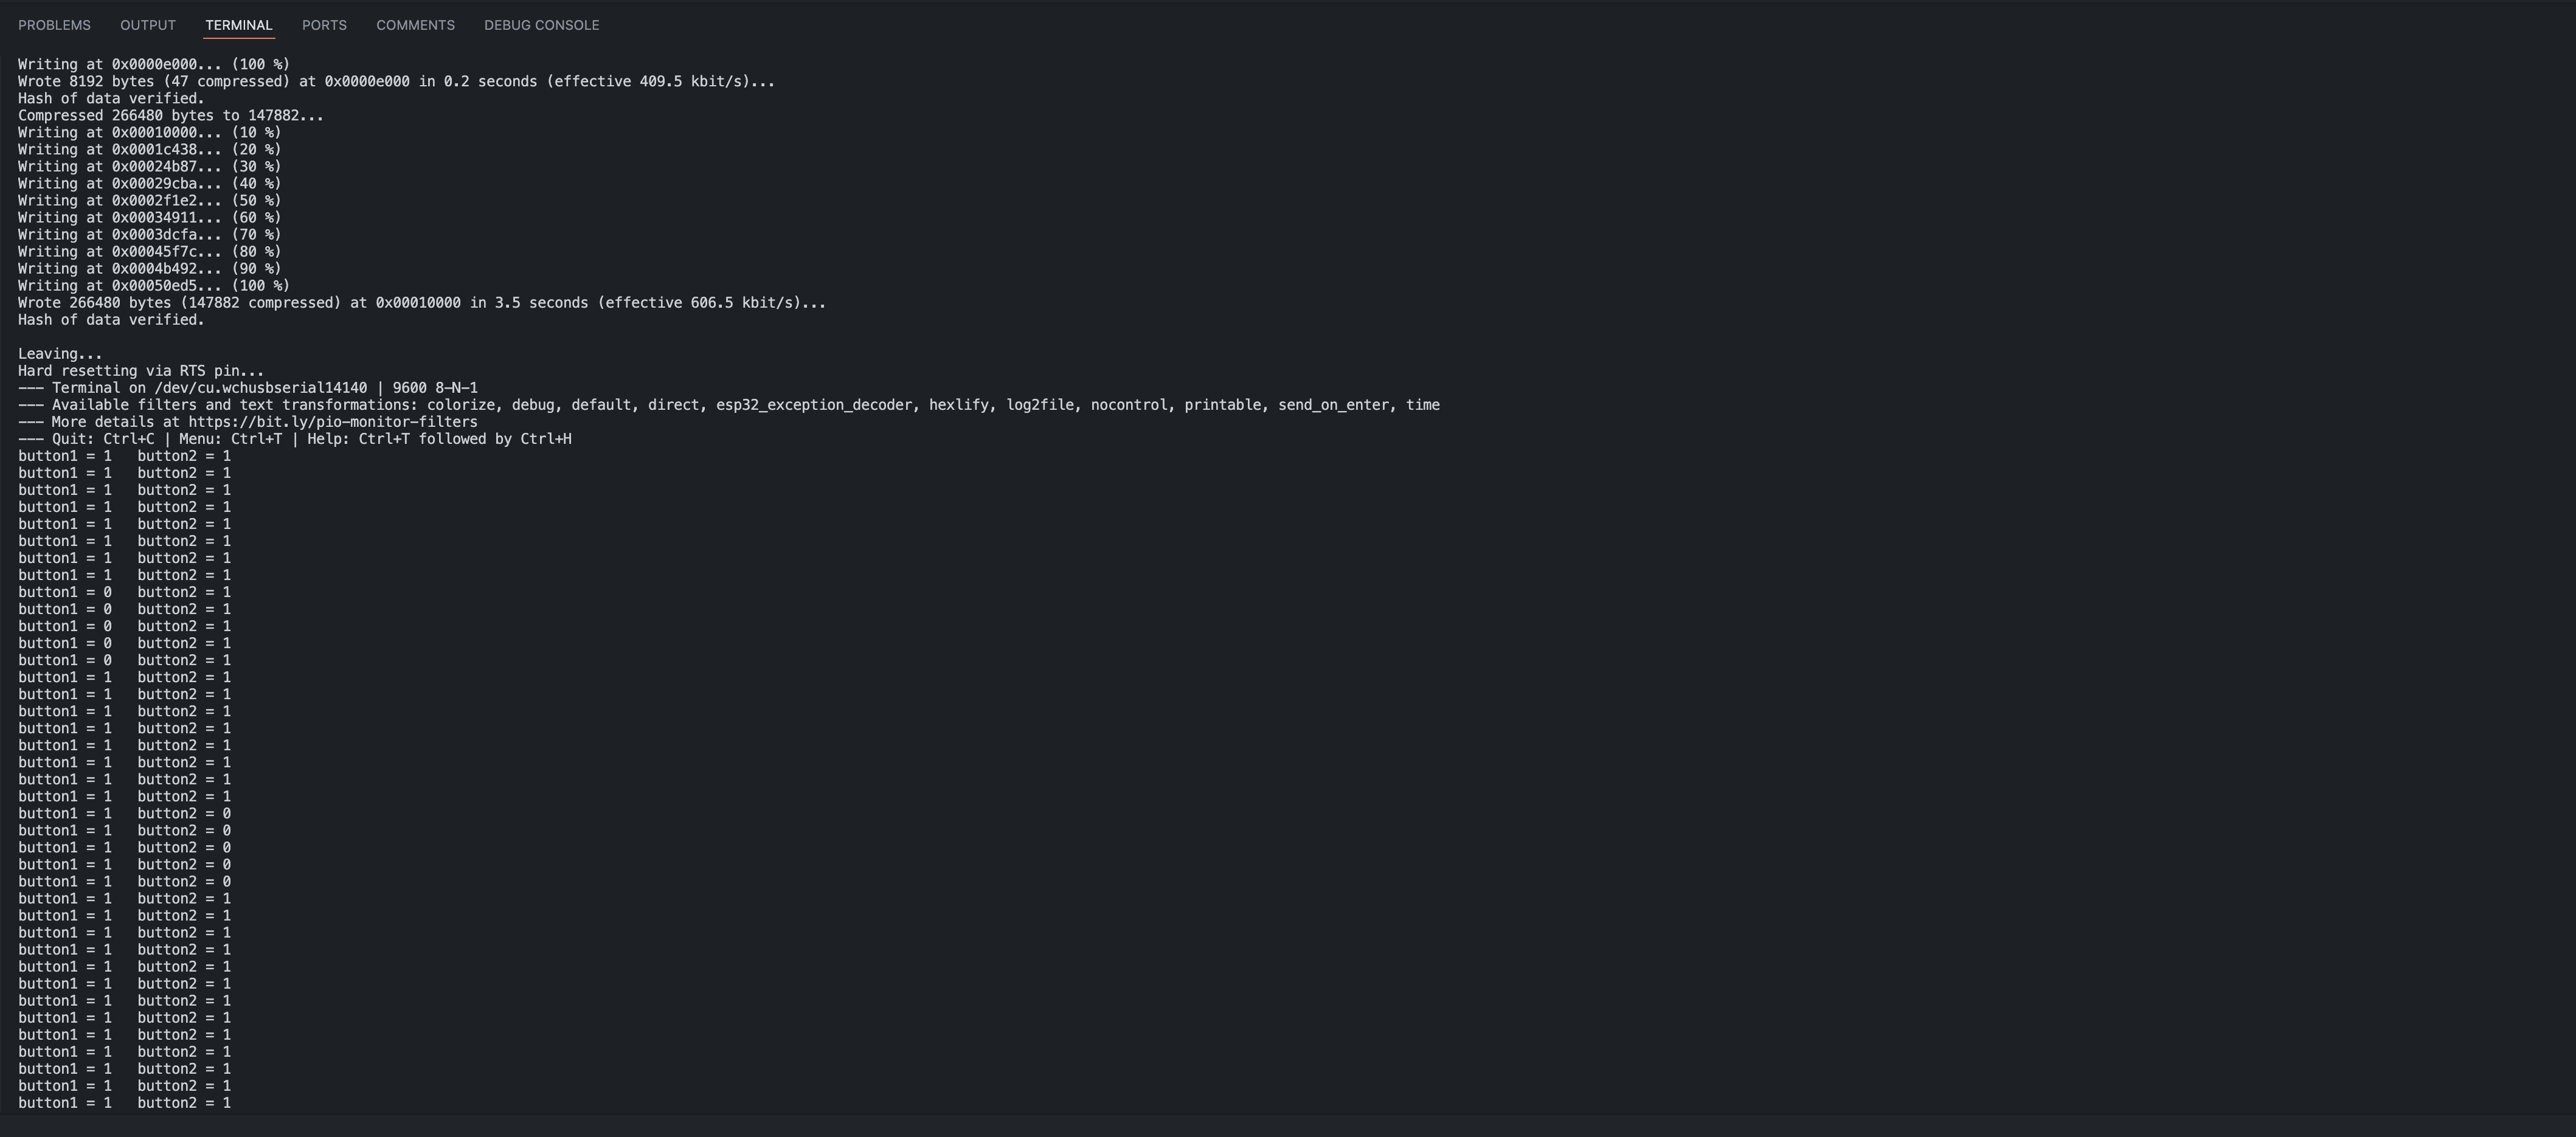 PROBLEMS OUTPUT TERMINAL PORTS COMMENTS DEBUG CONSOLE
Writing at 0x0000e000... (100 %)
Wrote 8192 bytes (47 compressed) at 0x0000e000 in 0.2 seconds (effective 409.5 kbit/s)...
Hash of data verified.
Compressed 266480 bytes to 147882...
Writing at 0x00010000... (10 %)
Writing at 0x0001c438... (20 %)
Writing at 0x00024b87... (30 %)
Writing at 0x00029cba... (40 %)
Writing at 0x0002f1e2... (50 %)
Writing at 0x00034911... (60 %)
Writing at 0x0003dcfa... (70 %)
Writing at 0x00045f7c... (80 %)
Writing at 0x0004b492... (90 %)
Writing at 0x00050ed5... (100 %)
Wrote 266480 bytes (147882 compressed) at 0x00010000 in 3.5 seconds (effective 606.5 kbit/s)...
Hash of data verified.

Leaving...
Hard resetting via RTS pin...
--- Terminal on /dev/cu.wchusbserial14140 | 9600 8-N-1
--- Available filters and text transformations: colorize, debug, default, direct, esp32_exception_decoder, hexlify, log2file, nocontrol, printable, send_on_enter, time
--- More details at https://bit.ly/pio-monitor-filters
--- Quit: Ctrl+C | Menu: Ctrl+T | Help: Ctrl+T followed by Ctrl+H
button1 = 1   button2 = 1
button1 = 1   button2 = 1
button1 = 1   button2 = 1
button1 = 1   button2 = 1
button1 = 1   button2 = 1
button1 = 1   button2 = 1
button1 = 1   button2 = 1
button1 = 1   button2 = 1
button1 = 0   button2 = 1
button1 = 0   button2 = 1
button1 = 0   button2 = 1
button1 = 0   button2 = 1
button1 = 0   button2 = 1
button1 = 1   button2 = 1
button1 = 1   button2 = 1
button1 = 1   button2 = 1
button1 = 1   button2 = 1
button1 = 1   button2 = 1
button1 = 1   button2 = 1
button1 = 1   button2 = 1
button1 = 1   button2 = 1
button1 = 1   button2 = 0
button1 = 1   button2 = 0
button1 = 1   button2 = 0
button1 = 1   button2 = 0
button1 = 1   button2 = 0
button1 = 1   button2 = 1
button1 = 1   button2 = 1
button1 = 1   button2 = 1
button1 = 1   button2 = 1
button1 = 1   button2 = 1
button1 = 1   button2 = 1
button1 = 1   button2 = 1
button1 = 1   button2 = 1
button1 = 1   button2 = 1
button1 = 1   button2 = 1
button1 = 1   button2 = 1
button1 = 1   button2 = 1
button1 = 1   button2 = 1